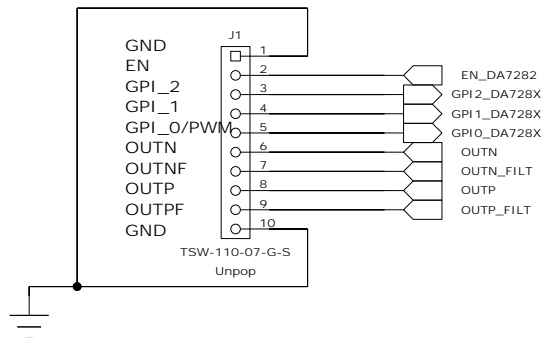 J1
GND
EN
GPI_2
GPI_1
GPI_0/PWM
OUTN
OUTNF
OUTP
OUTPF
GND
1
2
3
4
5
6
7
8
9
10
EN_DA7282
GPI2_DA728X
GPI1_DA728X
GPI0_DA728X
OUTN
OUTN_FILT
OUTP
OUTP_FILT
TSW-110-07-G-S
Unpop